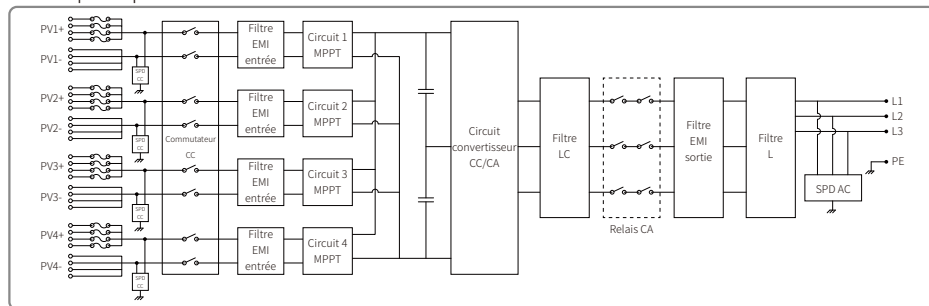 PV1+
PV1-
SPD
CC
Filtre
EMI
entrée
Circuit 1
MPPT
PV2+
PV2-
SPD
CC
Filtre
EMI
entrée
Circuit 2
MPPT
Commutateur
CC
PV3+
PV3-
SPD
CC
Filtre
EMI
entrée
Circuit 3
MPPT
PV4+
PV4-
SPD
CC
Filtre
EMI
entrée
Circuit 4
MPPT
Circuit
convertisseur
CC/CA
Filtre
LC
Relais CA
Filtre
EMI
sortie
Filtre
L
L1
L2
L3
PE
SPD AC